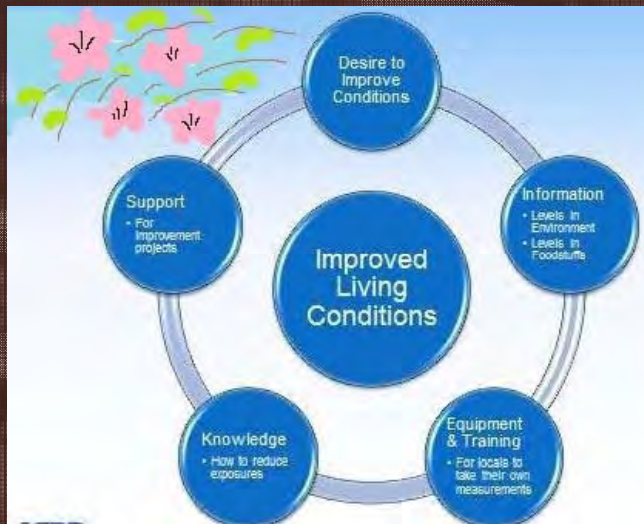 Desire to
Improve
Conditions
Information
• Levels in
Environment
• Levels in
Foodstuffs
Equipment
& Training
• For locals to
take their own
measurements
Knowledge
• How to reduce
exposures
Support
• For
Improvement
projects
Improved
Living
Conditions